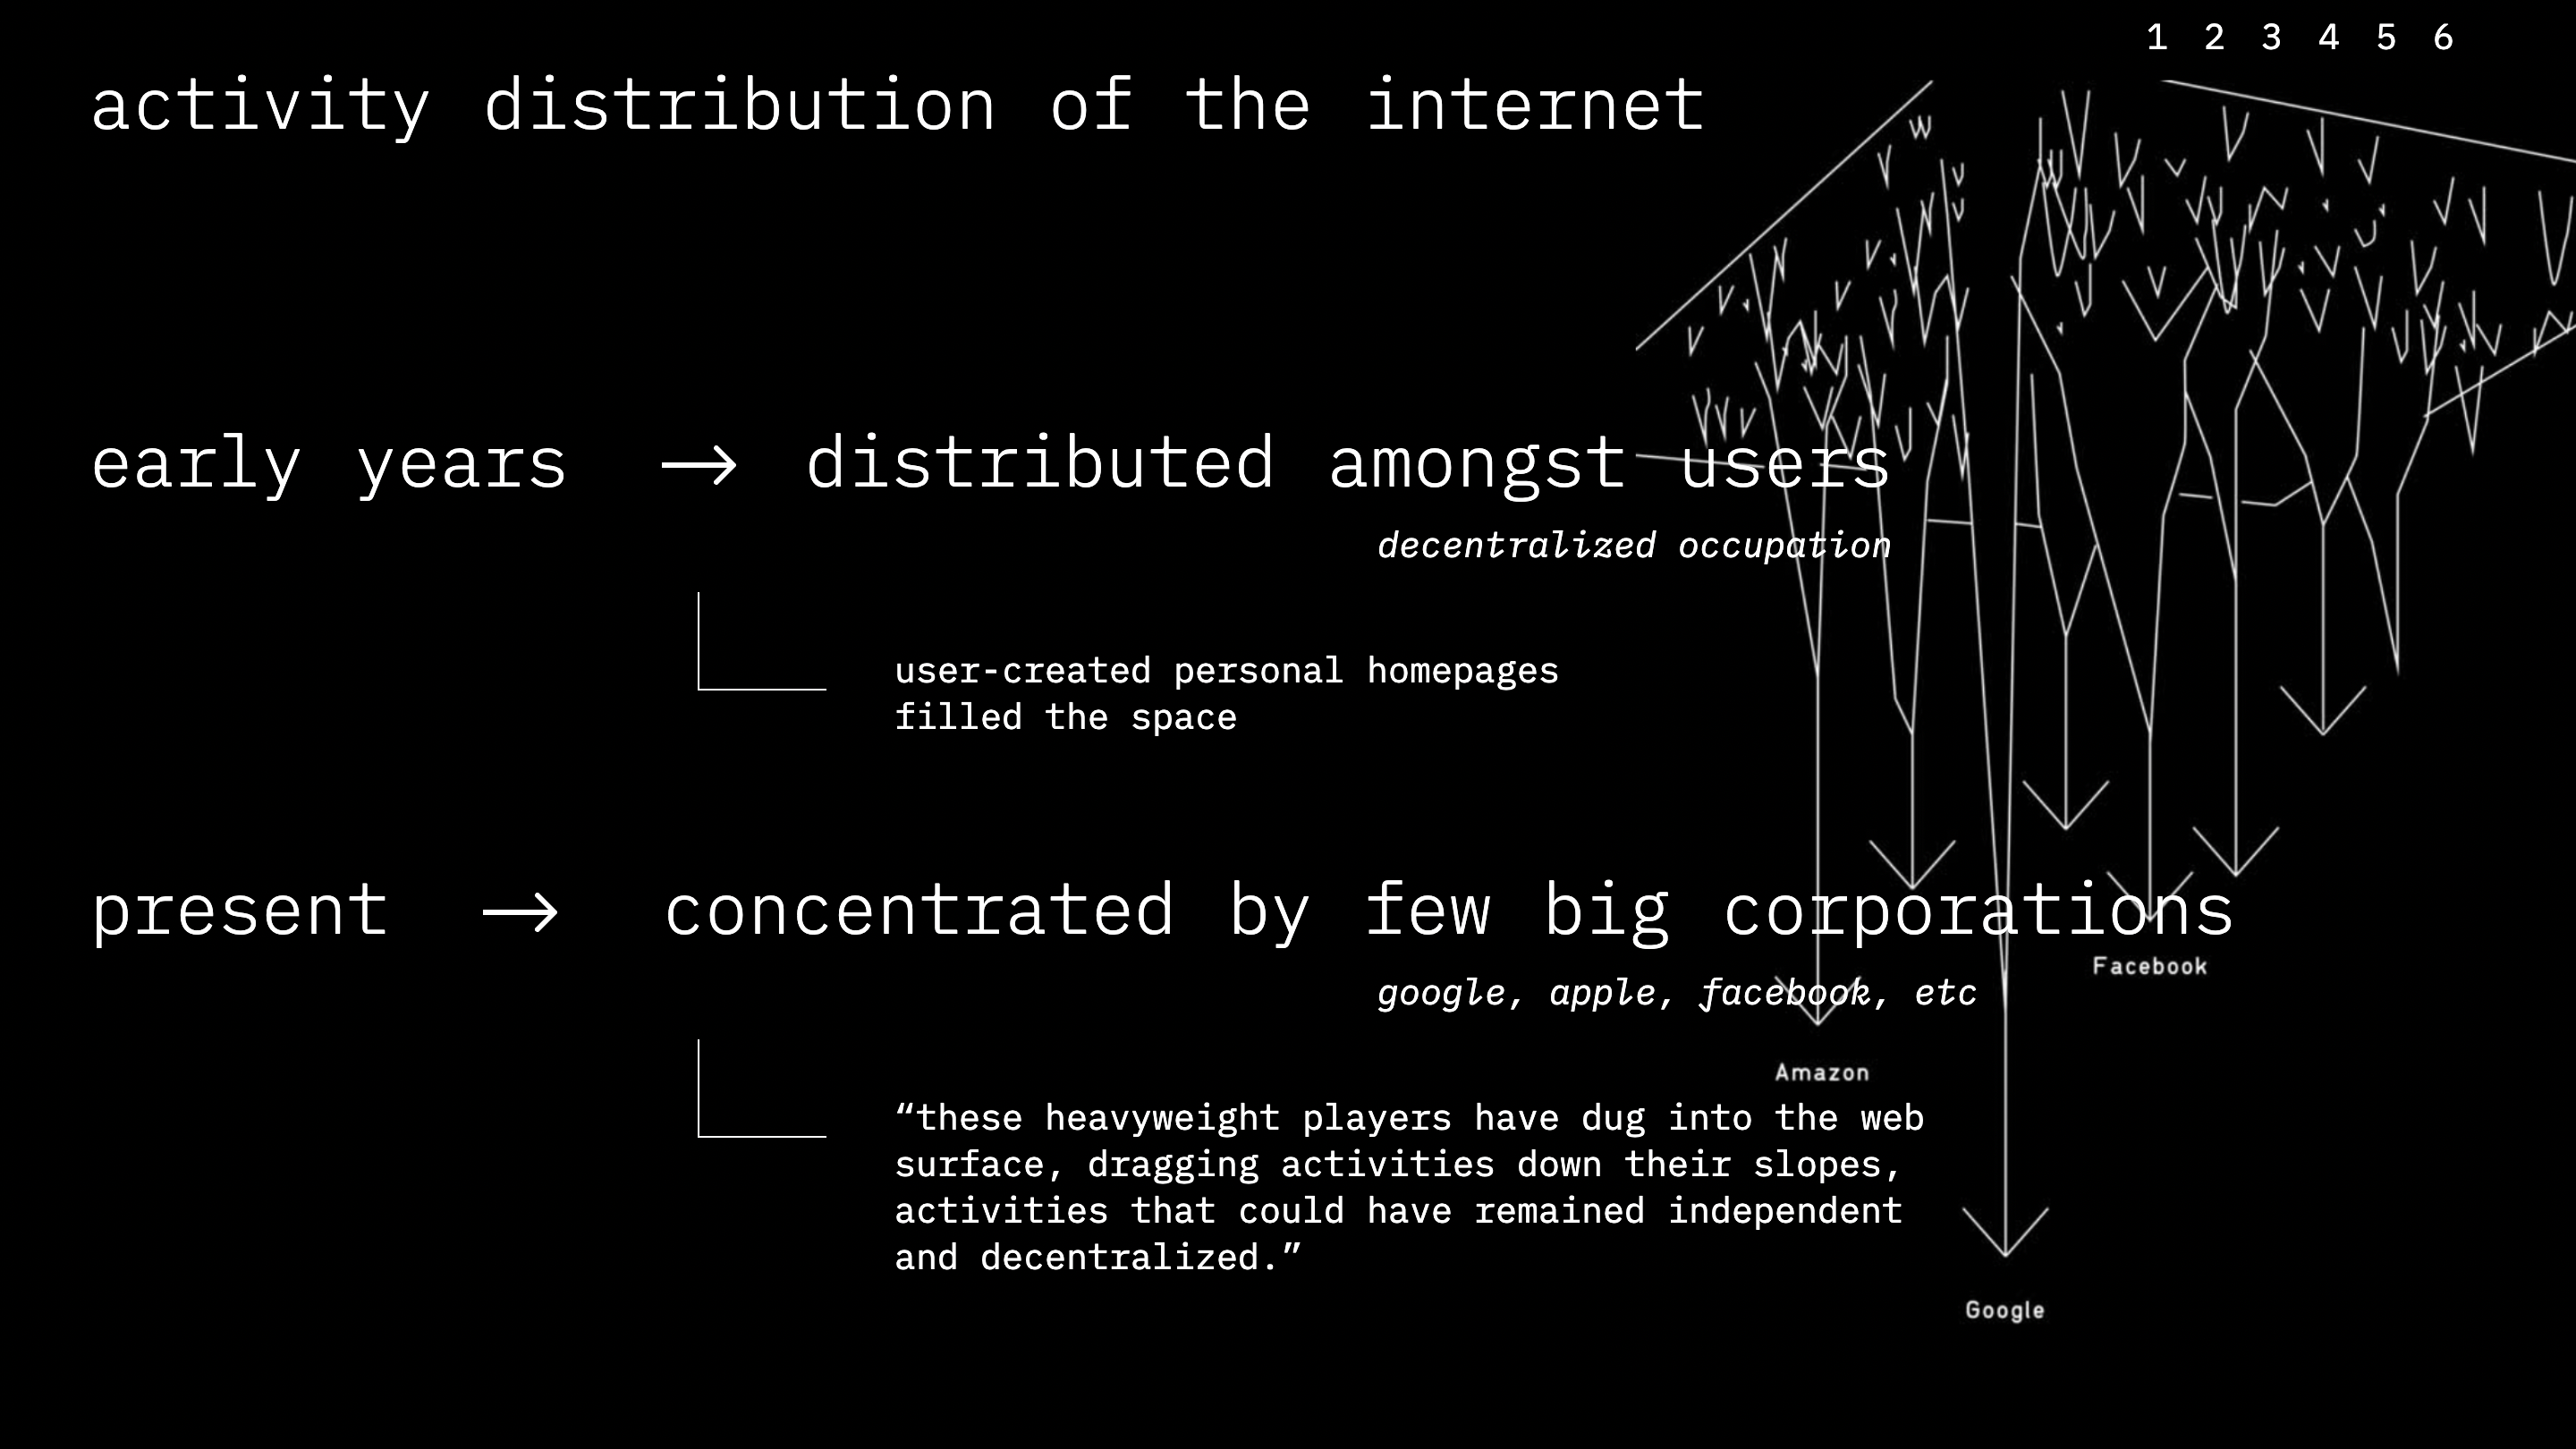 1 2 3 4 5 6
activity distribution of the internet
early years → distributed amongst users
decentralized occupation
user-created personal homepages
filled the space
present → concentrated by few big corporations
Facebook
google, apple, facebook, etc
Amazon
“these heavyweight players have dug into the web
surface, dragging activities down their slopes,
activities that could have remained independent
and decentralized.”
Google